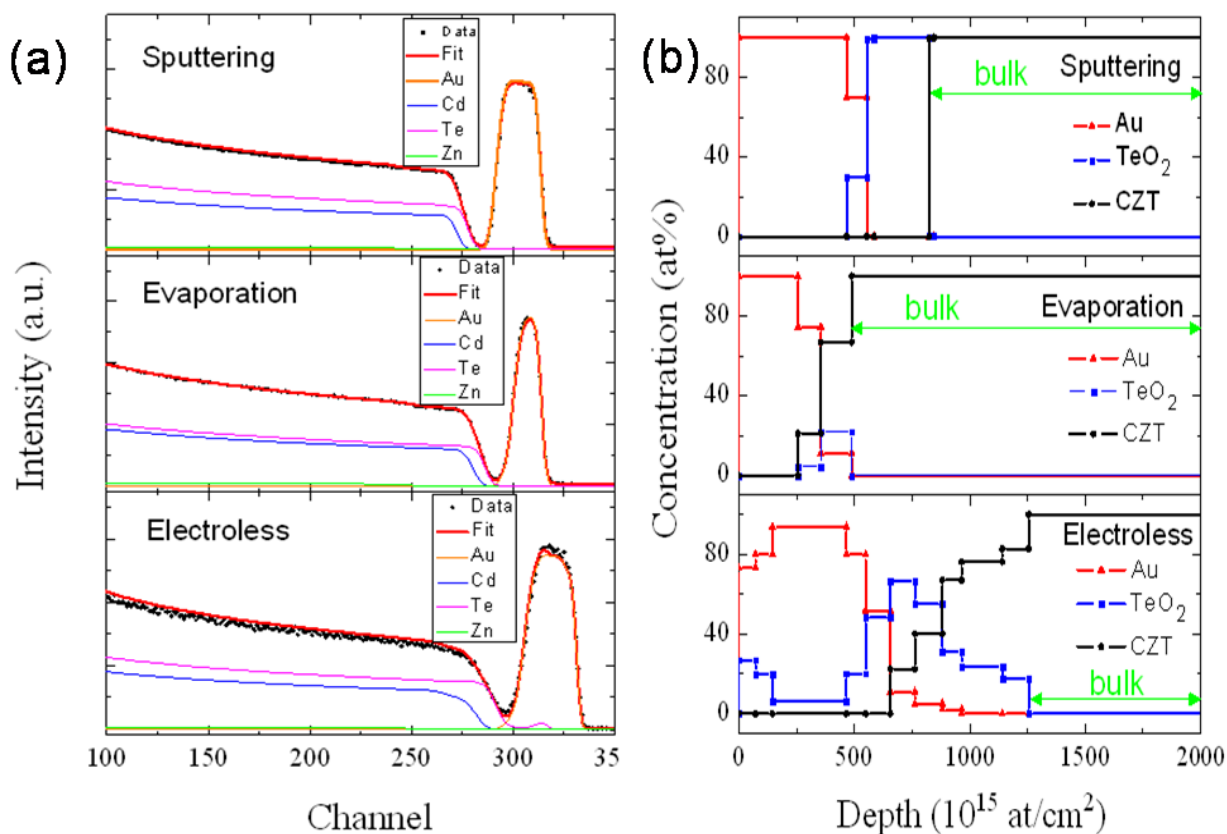 (a)
Sputtering
Data
Fit
Au
Cd
Te
Zn
Evaporation
Data
Fit
Au
Cd
Te
Zn
Electroless
Data
Fit
Au
Cd
Te
Zn
Intensity (a.u.)
100 150 200 250 300 35
Channel
(b)
80
40
0
bulk
Sputtering
Au
TeO2
CZT
80
40
0
bulk
Evaporation
Au
TeO2
CZT
80
40
0
Electroless
Au
TeO2
CZT
bulk
Concentration (at%)
0 500 1000 1500 2000
Depth (10^15 at/cm^2)